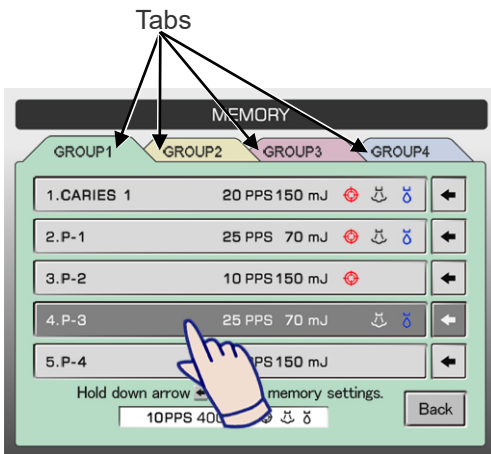 Tabs
MEMORY
GROUP1 GROUP2 GROUP3 GROUP4
1.CARIES 1 20 PPS 150 mJ
2.P-1 25 PPS 70 mJ
3.P-2 10 PPS 150 mJ
4.P-3 25 PPS 70 mJ
5.P-4 PPS 150 mJ
Hold down arrow memory settings.
10PPS
Back